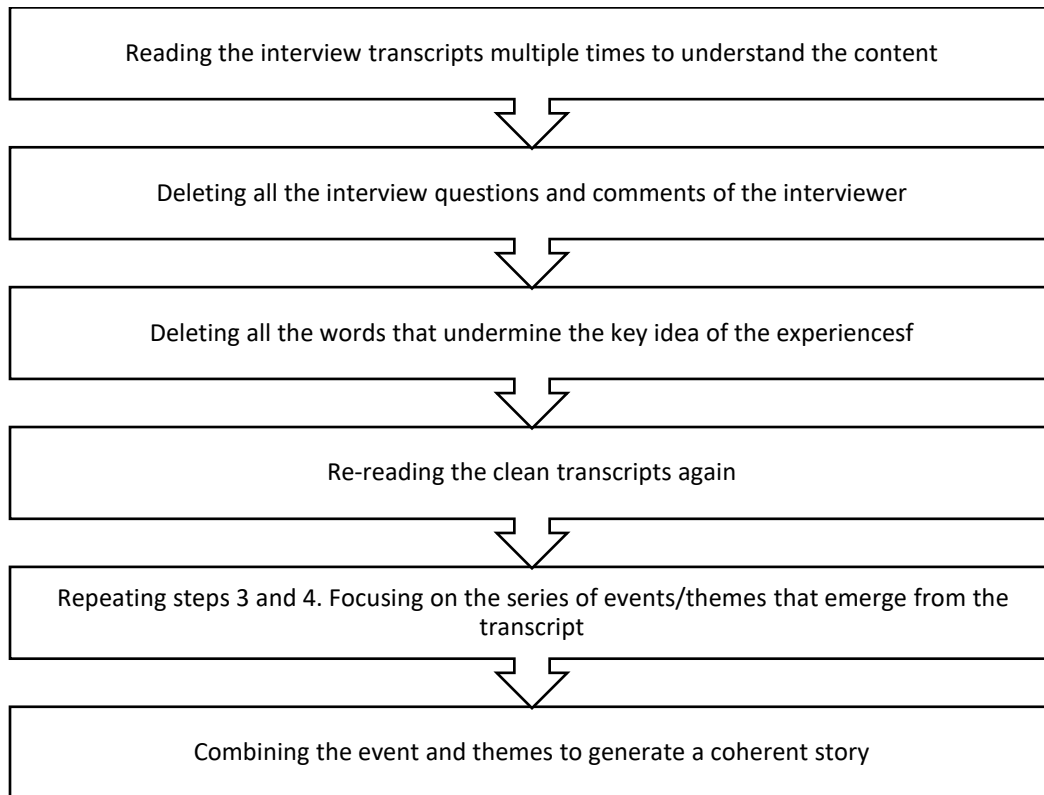 Reading the interview transcripts multiple times to understand the content
Deleting all the interview questions and comments of the interviewer
Deleting all the words that undermine the key idea of the experiencesf
Re-reading the clean transcripts again
Repeating steps 3 and 4. Focusing on the series of events/themes that emerge from the
transcript
Combining the event and themes to generate a coherent story